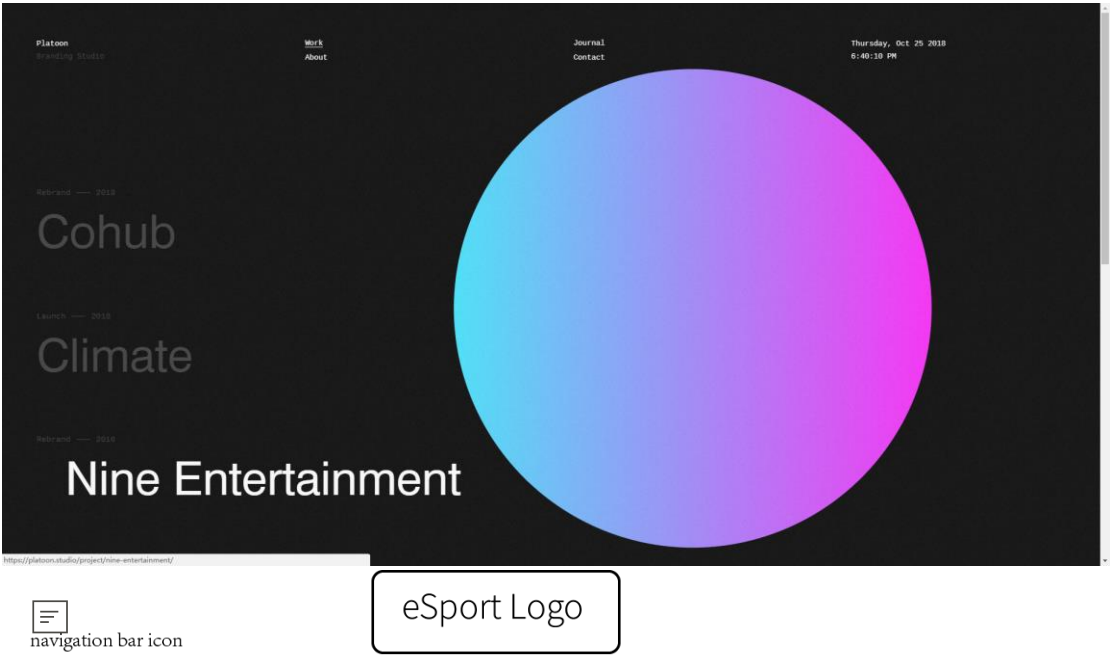 Platoon
Branding Studio
Work
About
Journal
Contact
Thursday, Oct 25 2018
6:40:10 PM
Rebrand — 2018
Cohub
Launch — 2018
Climate
Rebrand — 2018
Nine Entertainment
https://platoon.studio/project/nine-entertainment/
eSport Logo
navigation bar icon